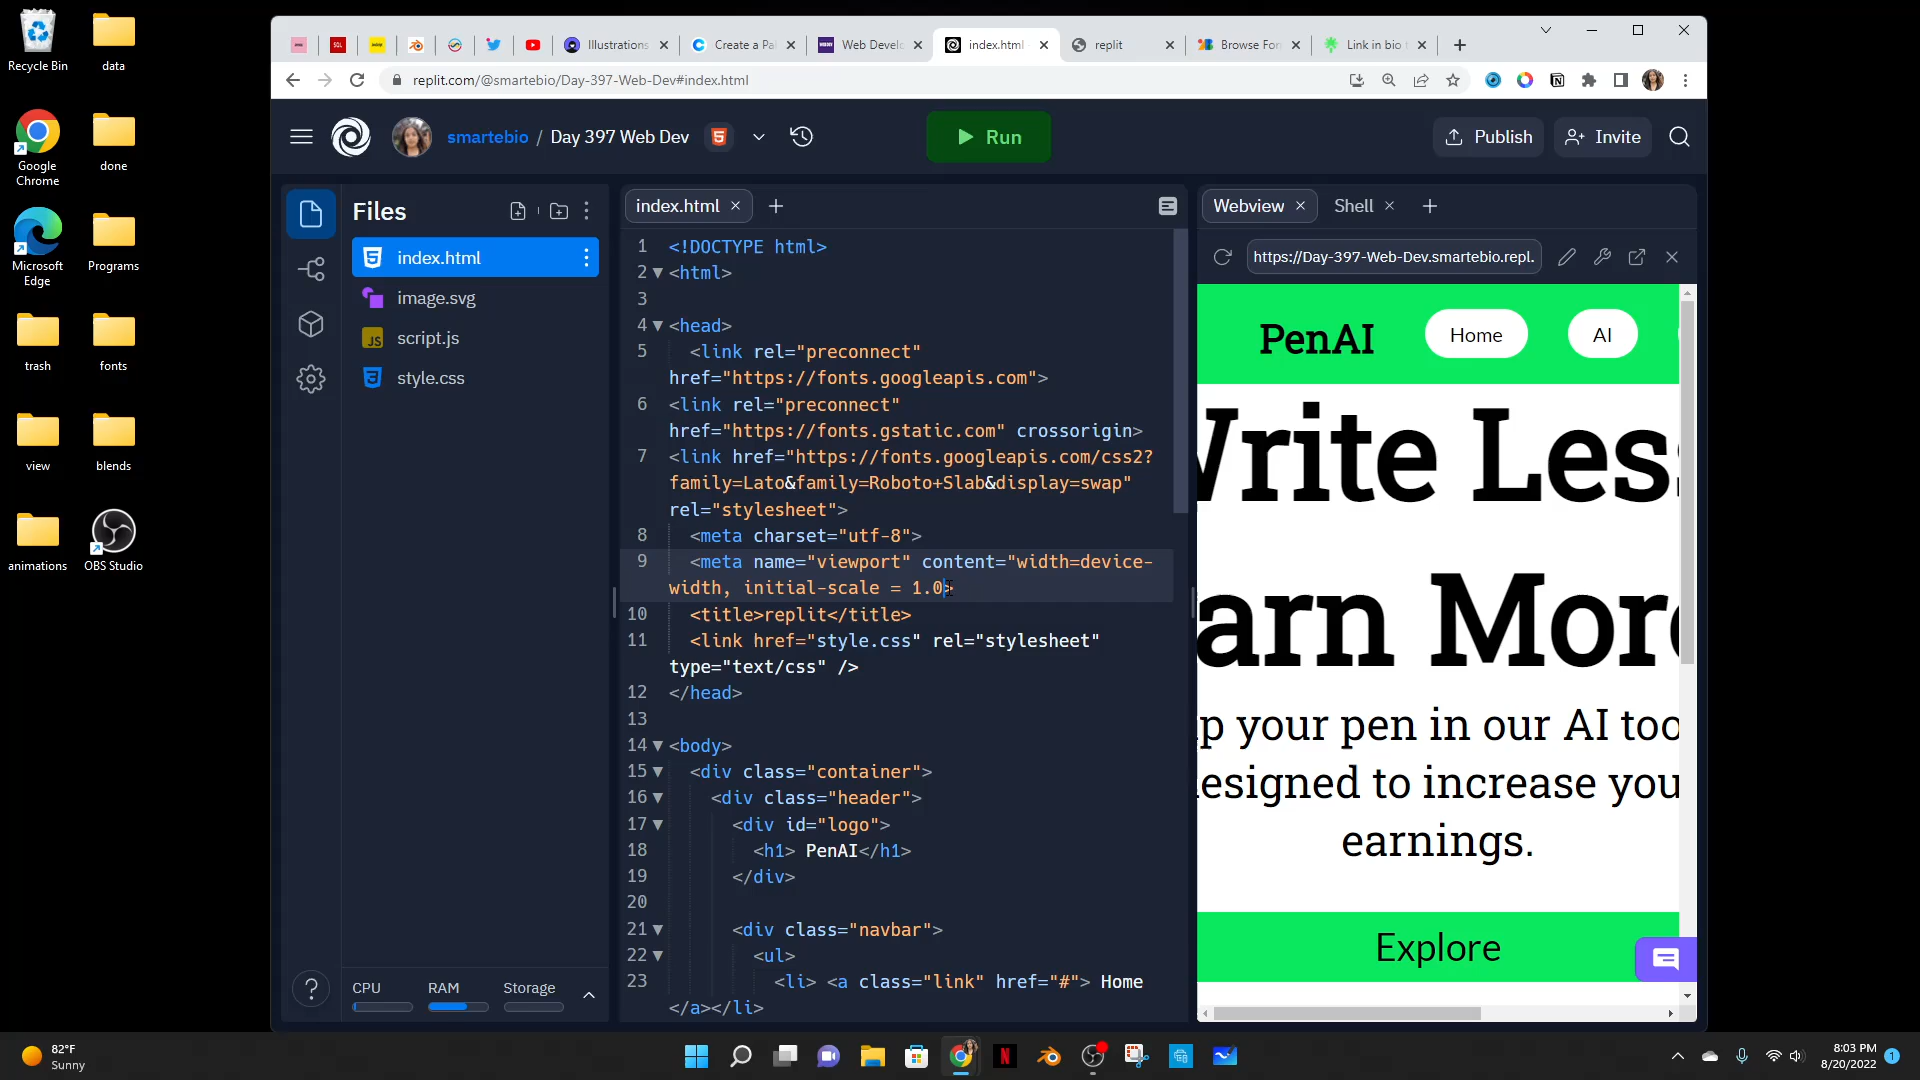 Recycle Bin
data
Google Chrome
done
Microsoft Edge
Programs
trash
fonts
view
blends
animations
OBS Studio
SQL
Illustrations
Create a Pa
Web Develo
index.html
replit
Browse Fon
Link in bio
replit.com/@smartebio/Day-397-Web-Dev#index.html
smartebio / Day 397 Web Dev
Run
Publish
Invite
Files
index.html
image.svg
script.js
style.css
CPU
RAM
Storage
index.html
1 <!DOCTYPE html>
2 <html>
3
4 <head>
5 <link rel="preconnect"
href="https://fonts.googleapis.com">
6 <link rel="preconnect"
href="https://fonts.gstatic.com" crossorigin>
7 <link href="https://fonts.googleapis.com/css2?
family=Lato&family=Roboto+Slab&display=swap"
rel="stylesheet">
8 <meta charset="utf-8">
9 <meta name="viewport" content="width=device-
width, initial-scale = 1.0>
10 <title>replit</title>
11 <link href="style.css" rel="stylesheet"
type="text/css" />
12 </head>
13
14 <body>
15 <div class="container">
16 <div class="header">
17 <div id="logo">
18 <h1> PenAI</h1>
19 </div>
20
21 <div class="navbar">
22 <ul>
23 <li> <a class="link" href="#"> Home
</a></li>
Webview
Shell
https://Day-397-Web-Dev.smartebio.repl.
PenAI
Home
AI
Write Less
arn More
p your pen in our AI too
esigned to increase you
earnings.
Explore
82°F
Sunny
8:03 PM
8/20/2022
1